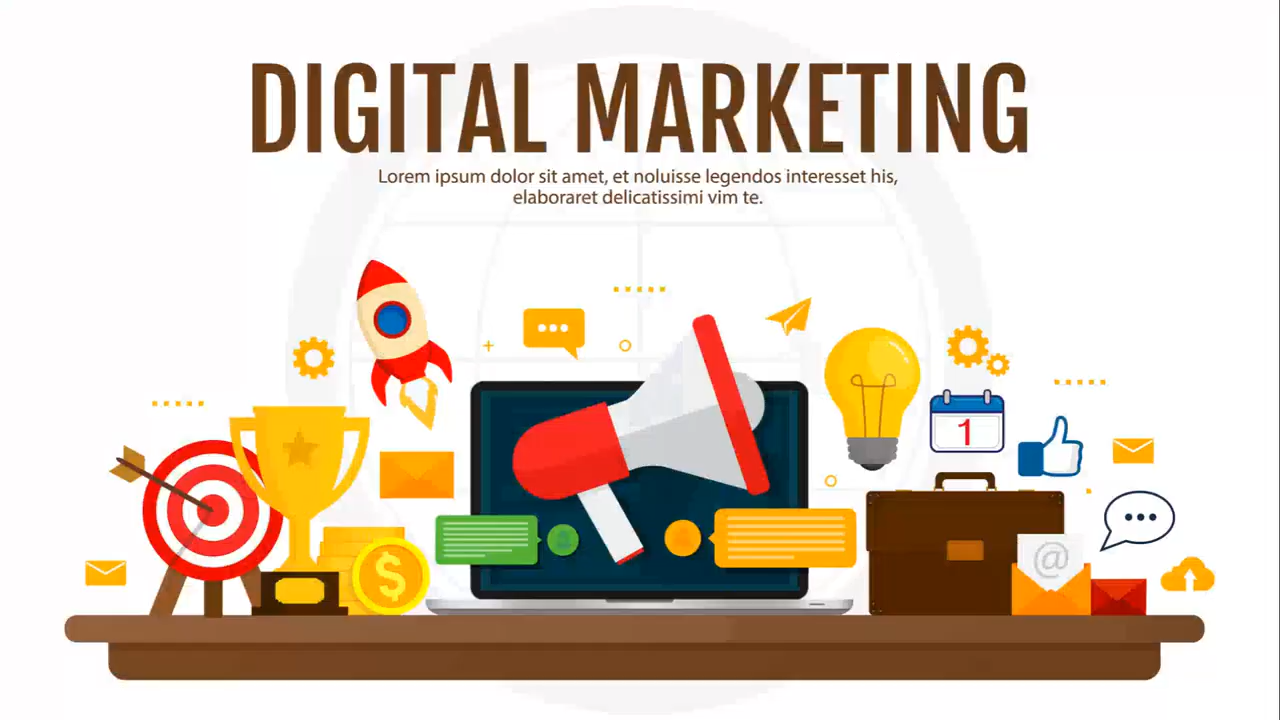 DIGITAL MARKETING
Lorem ipsum dolor sit amet, et noluisse legendos interesset his,
elaboraret delicatissimi vim te.
1
$
@